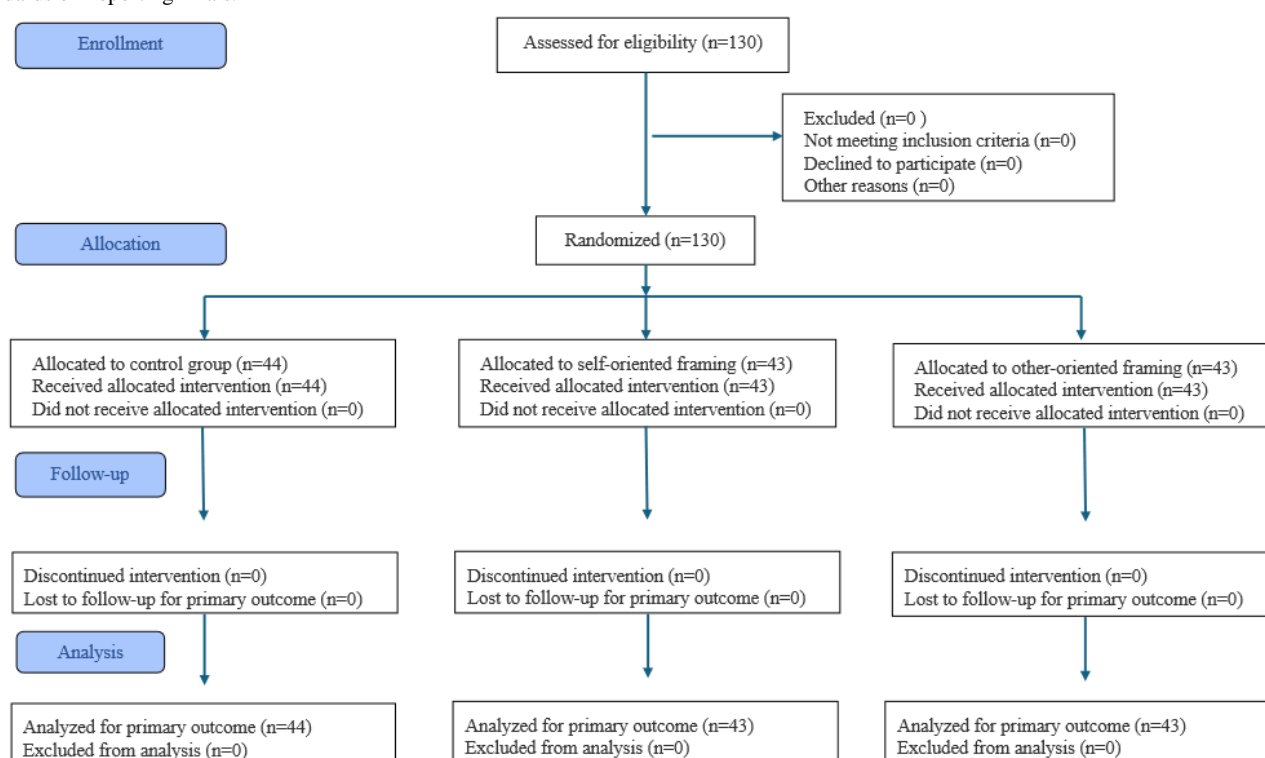 Enrollment
Assessed for eligibility (n=130)
Excluded (n=0 )
Not meeting inclusion criteria (n=0)
Declined to participate (n=0)
Other reasons (n=0)
Allocation
Randomized (n=130)
Allocated to control group (n=44)
Received allocated intervention (n=44)
Did not receive allocated intervention (n=0)
Allocated to self-oriented framing (n=43)
Received allocated intervention (n=43)
Did not receive allocated intervention (n=0)
Allocated to other-oriented framing (n=43)
Received allocated intervention (n=43)
Did not receive allocated intervention (n=0)
Follow-up
Discontinued intervention (n=0)
Lost to follow-up for primary outcome (n=0)
Discontinued intervention (n=0)
Lost to follow-up for primary outcome (n=0)
Discontinued intervention (n=0)
Lost to follow-up for primary outcome (n=0)
Analysis
Analyzed for primary outcome (n=44)
Excluded from analysis (n=0)
Analyzed for primary outcome (n=43)
Excluded from analysis (n=0)
Analyzed for primary outcome (n=43)
Excluded from analysis (n=0)